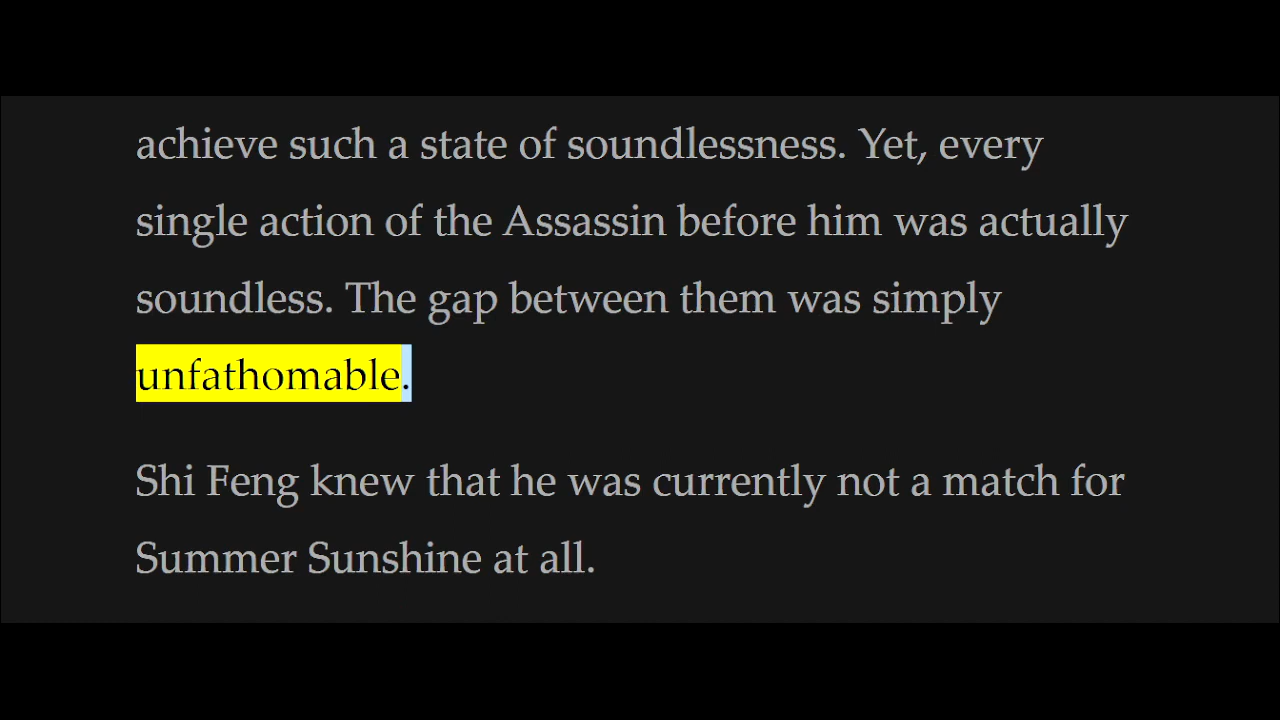 achieve such a state of soundlessness. Yet, every
single action of the Assassin before him was actually
soundless. The gap between them was simply
unfathomable.
Shi Feng knew that he was currently not a match for
Summer Sunshine at all.